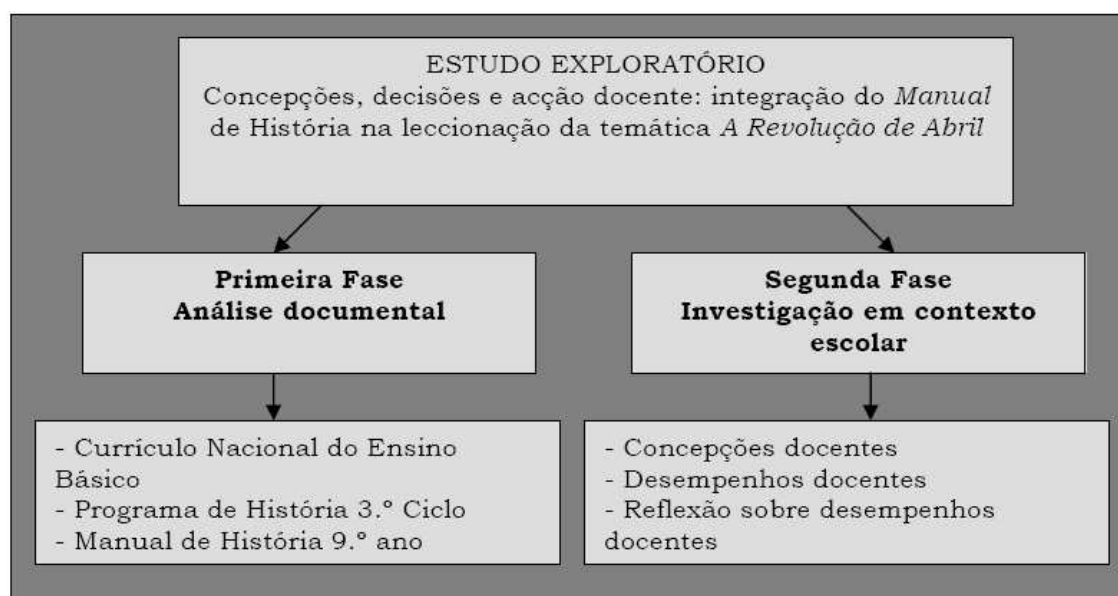 ESTUDO EXPLORATÓRIO
Concepções, decisões e acção docente: integração do Manual
de História na leccionação da temática A Revolução de Abril
Primeira Fase
Análise documental
Segunda Fase
Investigação em contexto
escolar
- Currículo Nacional do Ensino
Básico
- Programa de História 3.º Ciclo
- Manual de História 9.º ano
- Concepções docentes
- Desempenhos docentes
- Reflexão sobre desempenhos
docentes